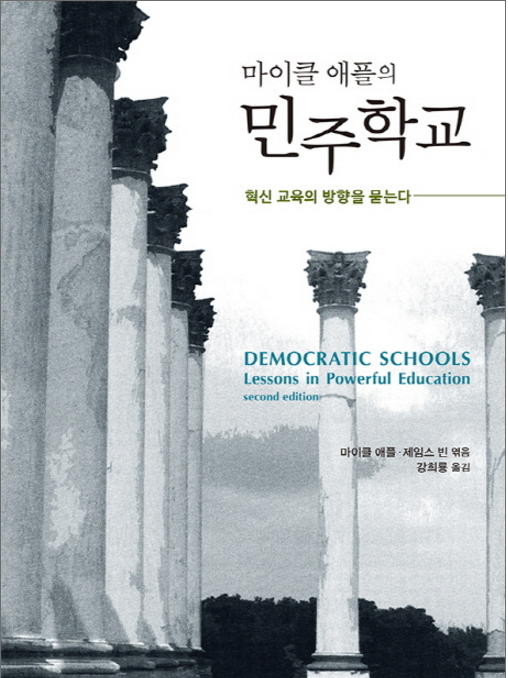 마이클 애플의
민주학교
혁신 교육의 방향을 묻는다
DEMOCRATIC SCHOOLS
Lessons in Powerful Education
second edition
마이클 애플·제임스 빈 엮음
강희룡 옮김